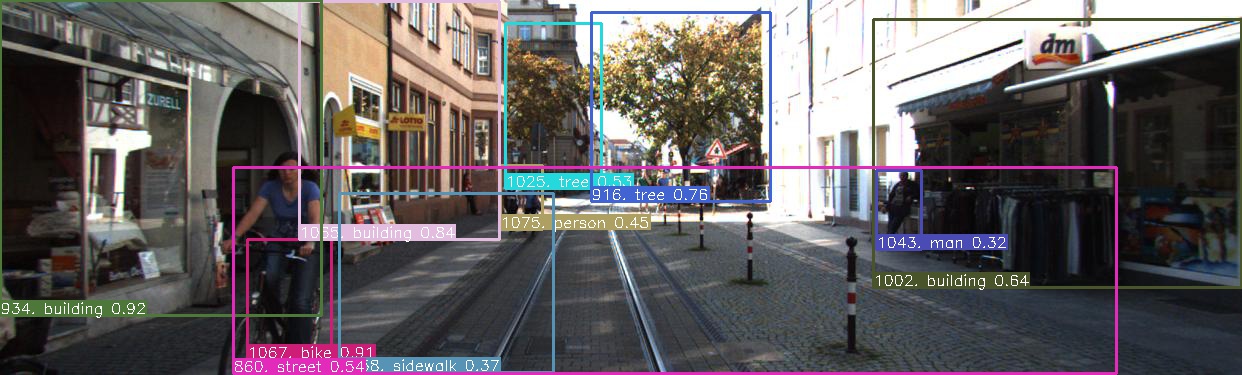 ZURELL
LOTTO
dm
1025. tree 0.53
916. tree 0.76
1075. person 0.45
1065. building 0.84
1043. man 0.32
1002. building 0.64
934. building 0.92
1067. bike 0.91
860. street 0.54
58. sidewalk 0.37